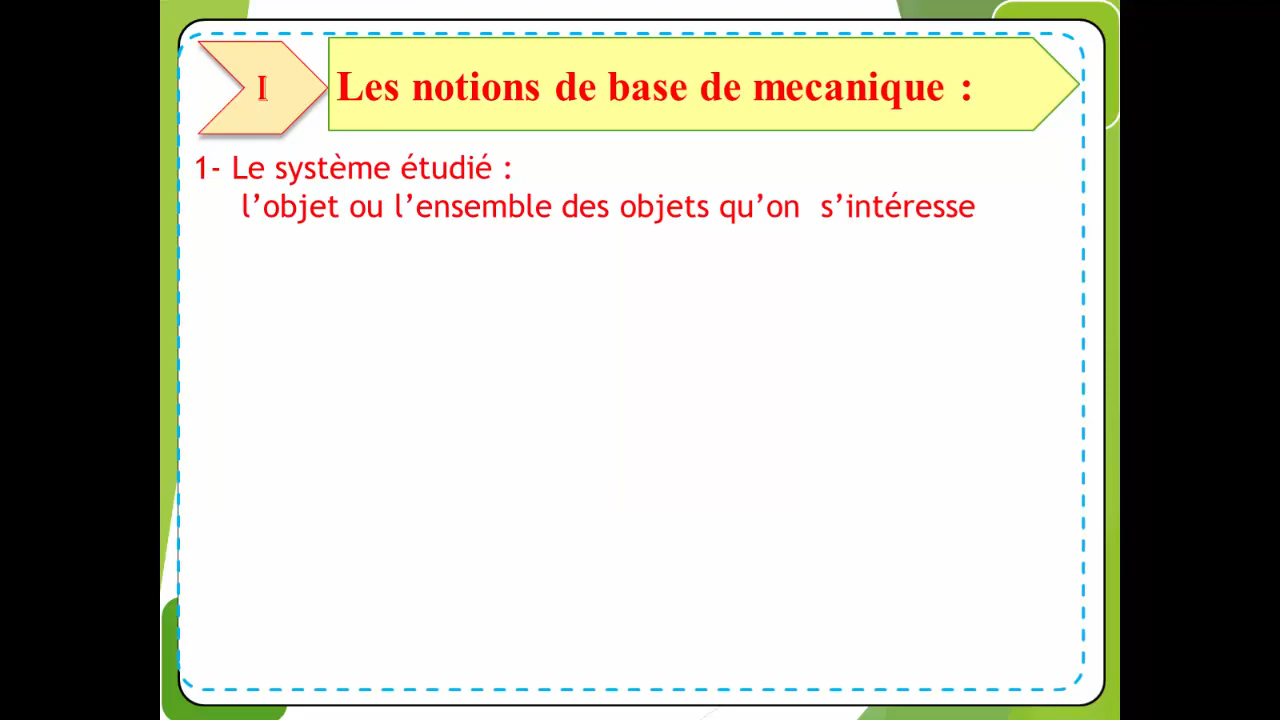 I
Les notions de base de mecanique :
1- Le système étudié :
l’objet ou l’ensemble des objets qu’on s’intéresse